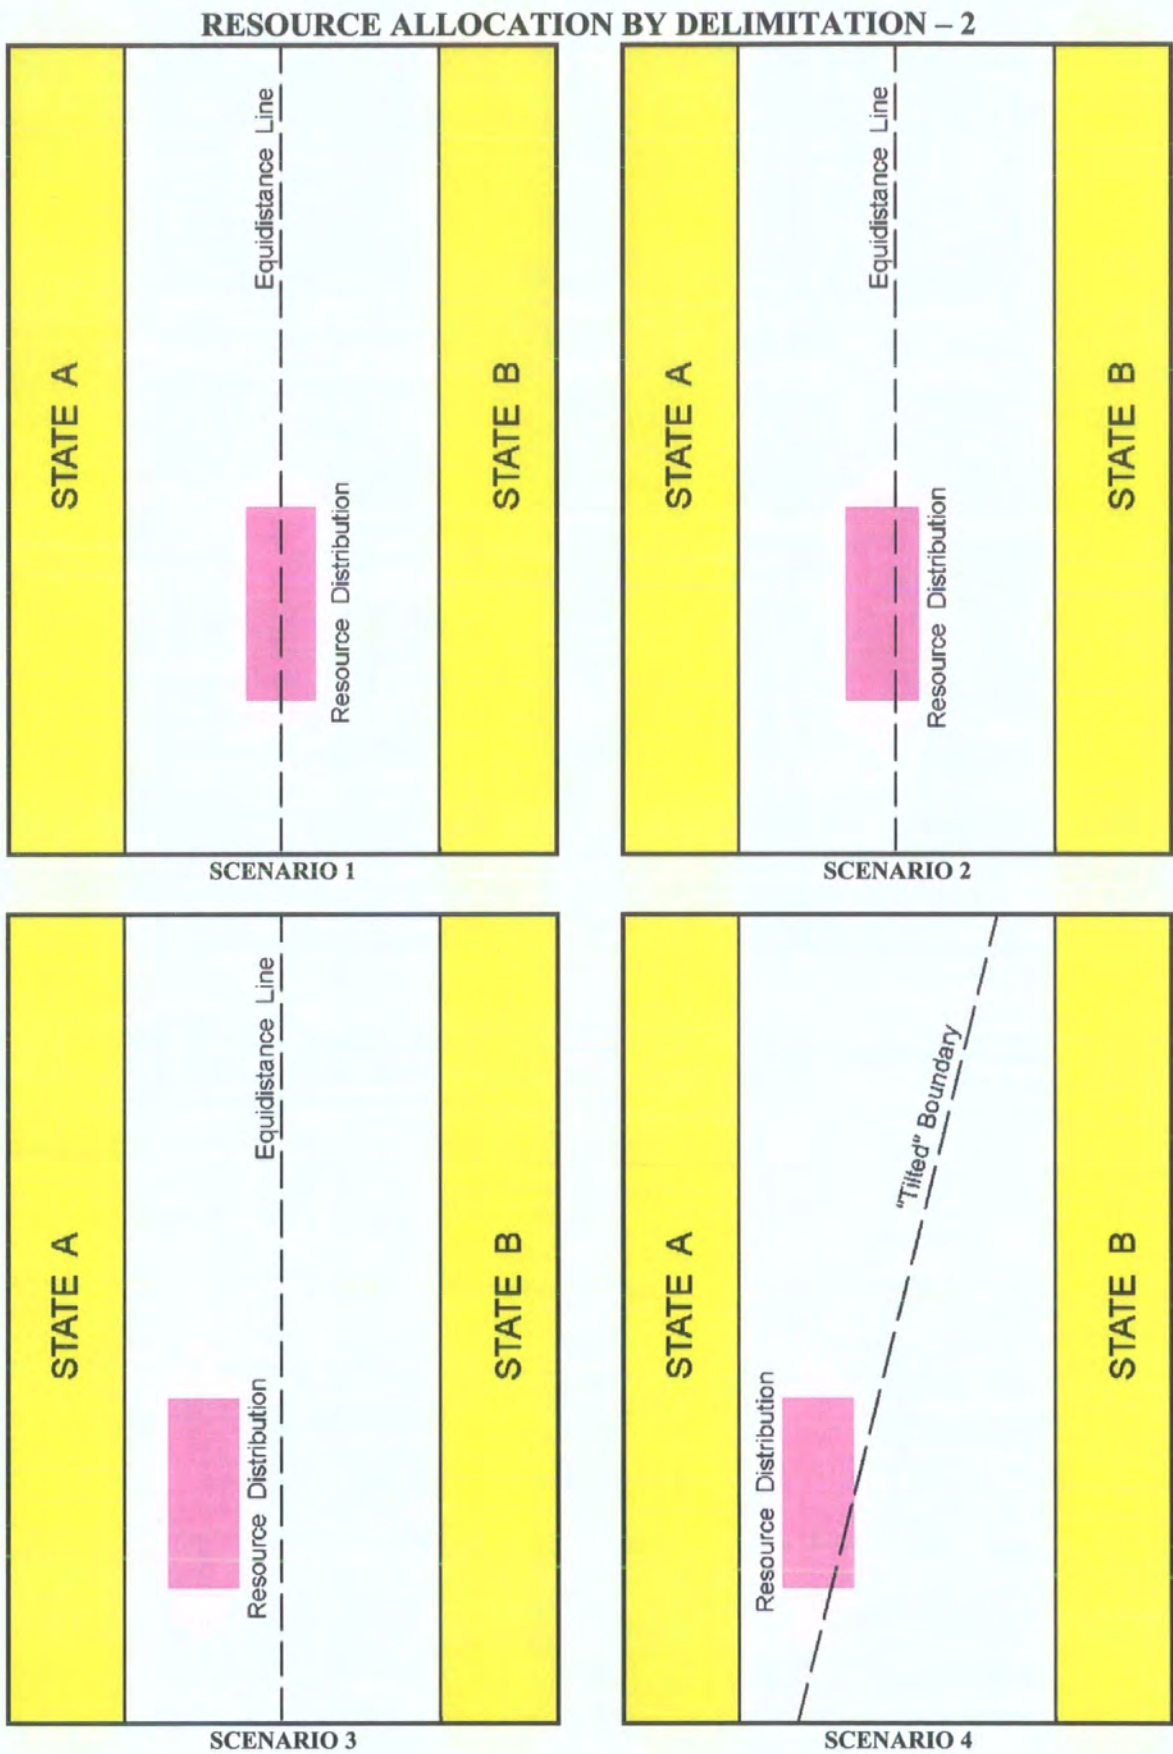 RESOURCE ALLOCATION BY DELIMITATION – 2
STATE A
Equidistance Line
Resource Distribution
STATE B
SCENARIO 1
STATE A
Equidistance Line
Resource Distribution
STATE B
SCENARIO 2
STATE A
Equidistance Line
Resource Distribution
STATE B
SCENARIO 3
STATE A
Resource Distribution
"Tilted" Boundary
STATE B
SCENARIO 4